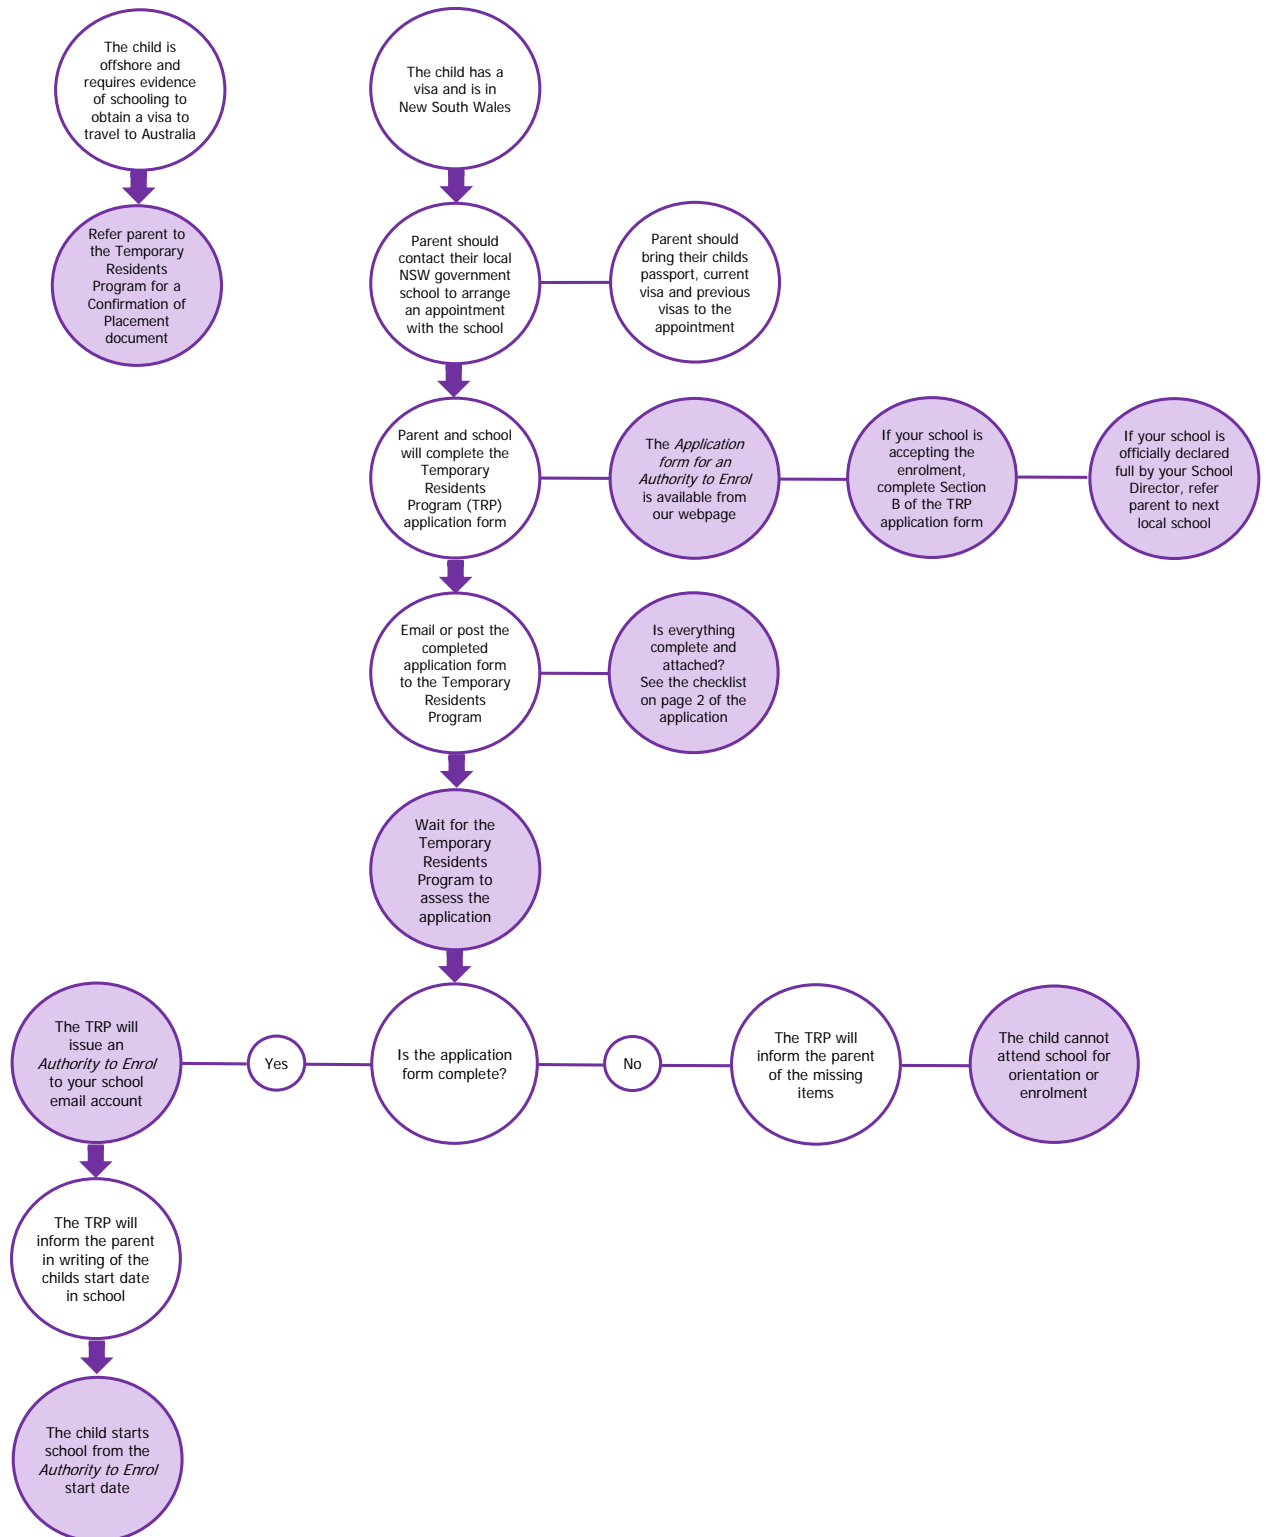 The child is
offshore and
requires evidence
of schooling to
obtain a visa to
travel to Australia
The child has a
visa and is in
New South Wales
Refer parent to
the Temporary
Residents
Program for a
Confirmation of
Placement
document
Parent should
contact their local
NSW government
school to arrange
an appointment
with the school
Parent should
bring their childs
passport, current
visa and previous
visas to the
appointment
Parent and school
will complete the
Temporary
Residents
Program (TRP)
application form
The Application
form for an
Authority to Enrol
is available from
our webpage
If your school is
accepting the
enrolment,
complete Section
B of the TRP
application form
If your school is
officially declared
full by your School
Director, refer
parent to next
local school
Email or post the
completed
application form
to the Temporary
Residents
Program
Is everything
complete and
attached?
See the checklist
on page 2 of the
application
Wait for the
Temporary
Residents
Program to
assess the
application
The TRP will
issue an
Authority to Enrol
to your school
email account
Yes
Is the application
form complete?
No
The TRP will
inform the parent
of the missing
items
The child cannot
attend school for
orientation or
enrolment
The TRP will
inform the parent
in writing of the
childs start date
in school
The child starts
school from the
Authority to Enrol
start date